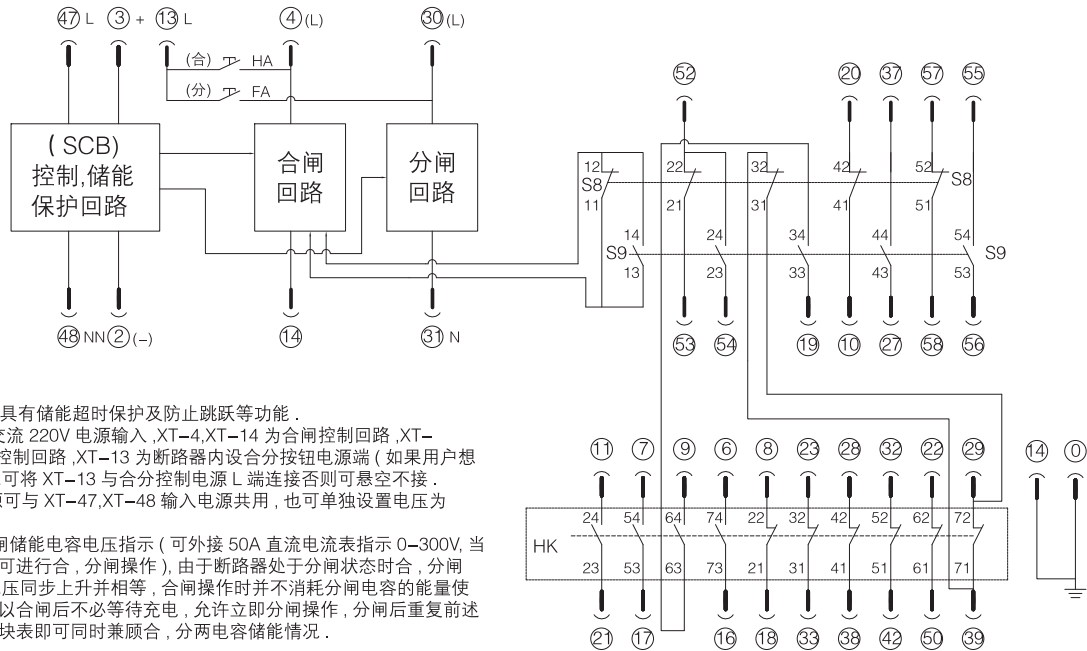 47 L 3 + 13 L 4 (L) 30 (L)
(合) HA
(分) FA
(SCB)
控制,储能
保护回路
合闸
回路
分闸
回路
48 NN 2 (-) 14 31 N
52 20 37 57 55
12 22 32 42 52
S8 S8
11 21 31 41 51
14 24 34 44 54
S9 S9
13 23 33 43 53
53 54 19 10 27 58 56
具有储能超时保护及防止跳跃等功能.
交流 220V 电源输入,XT-4,XT-14 为合闸控制回路,XT-
控制回路,XT-13 为断路器内设合分按钮电源端(如果用户想
可将 XT-13 与合分控制电源 L 端连接否则可悬空不接.
源可与 XT-47,XT-48 输入电源共用,也可单独设置电压为
闸储能电容电压指示(可外接 50A 直流电流表指示 0-300V,当
可进行合,分闸操作),由于断路器处于分闸状态时合,分闸
压同步上升并相等,合闸操作时并不消耗分闸电容的能量使
以合闸后不必等待充电,允许立即分闸操作,分闸后重复前述
块表即可同时兼顾合,分两电容储能情况.
11 7 9 6 8 23 28 32 22 29 14 0
24 54 64 74 22 32 42 52 62 72
HK
23 53 63 73 21 31 41 51 61 71
21 17 16 18 33 38 42 50 39